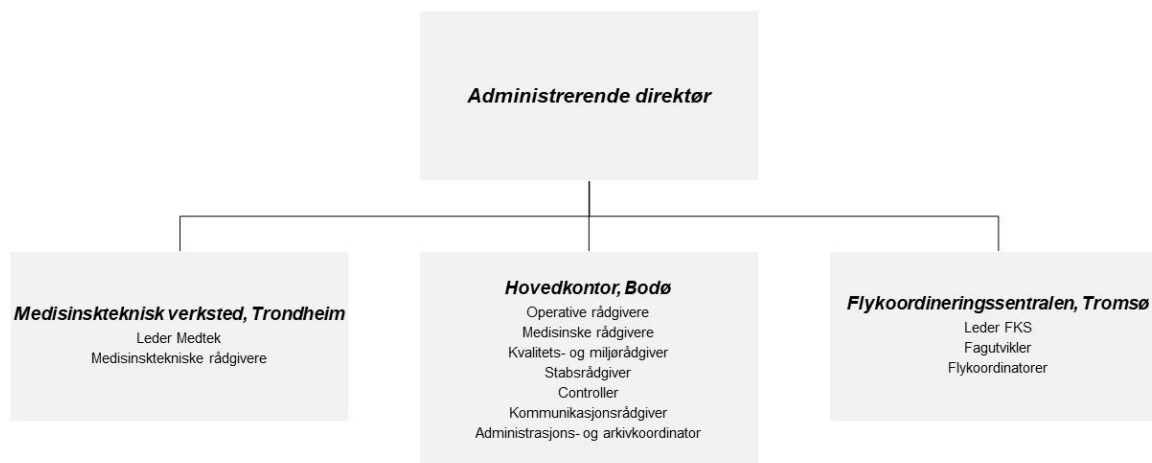 Administrerende direktør
Medisinskteknisk verksted, Trondheim
Leder Medtek
Medisinsktekniske rådgivere
Hovedkontor, Bodø
Operative rådgivere
Medisinske rådgivere
Kvalitets- og miljørådgiver
Stabsrådgiver
Controller
Kommunikasjonsrådgiver
Administrasjons- og arkivkoordinator
Flykoordineringssentralen, Tromsø
Leder FKS
Fagutvikler
Flykoordinatorer